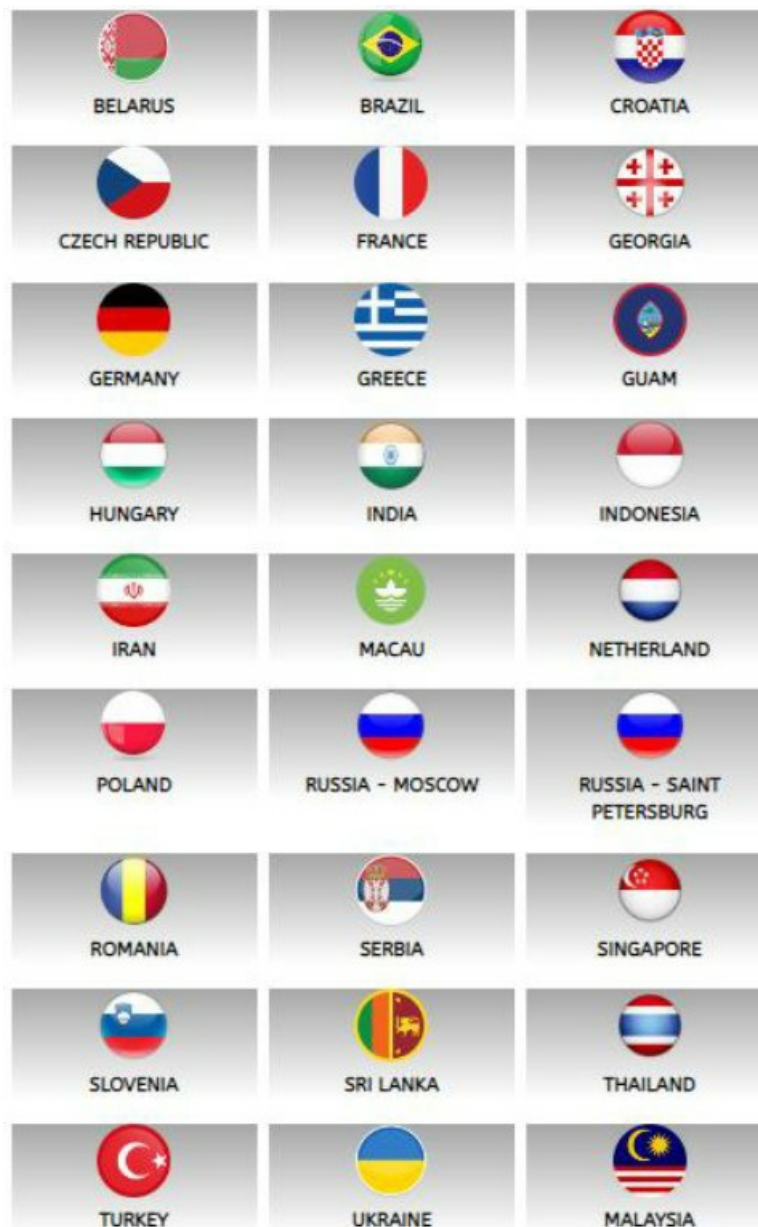 BELARUS
BRAZIL
CROATIA
CZECH REPUBLIC
FRANCE
GEORGIA
GERMANY
GREECE
GUAM
HUNGARY
INDIA
INDONESIA
IRAN
MACAU
NETHERLAND
POLAND
RUSSIA - MOSCOW
RUSSIA - SAINT
PETERSBURG
ROMANIA
SERBIA
SINGAPORE
SLOVENIA
SRI LANKA
THAILAND
TURKEY
UKRAINE
MALAYSIA